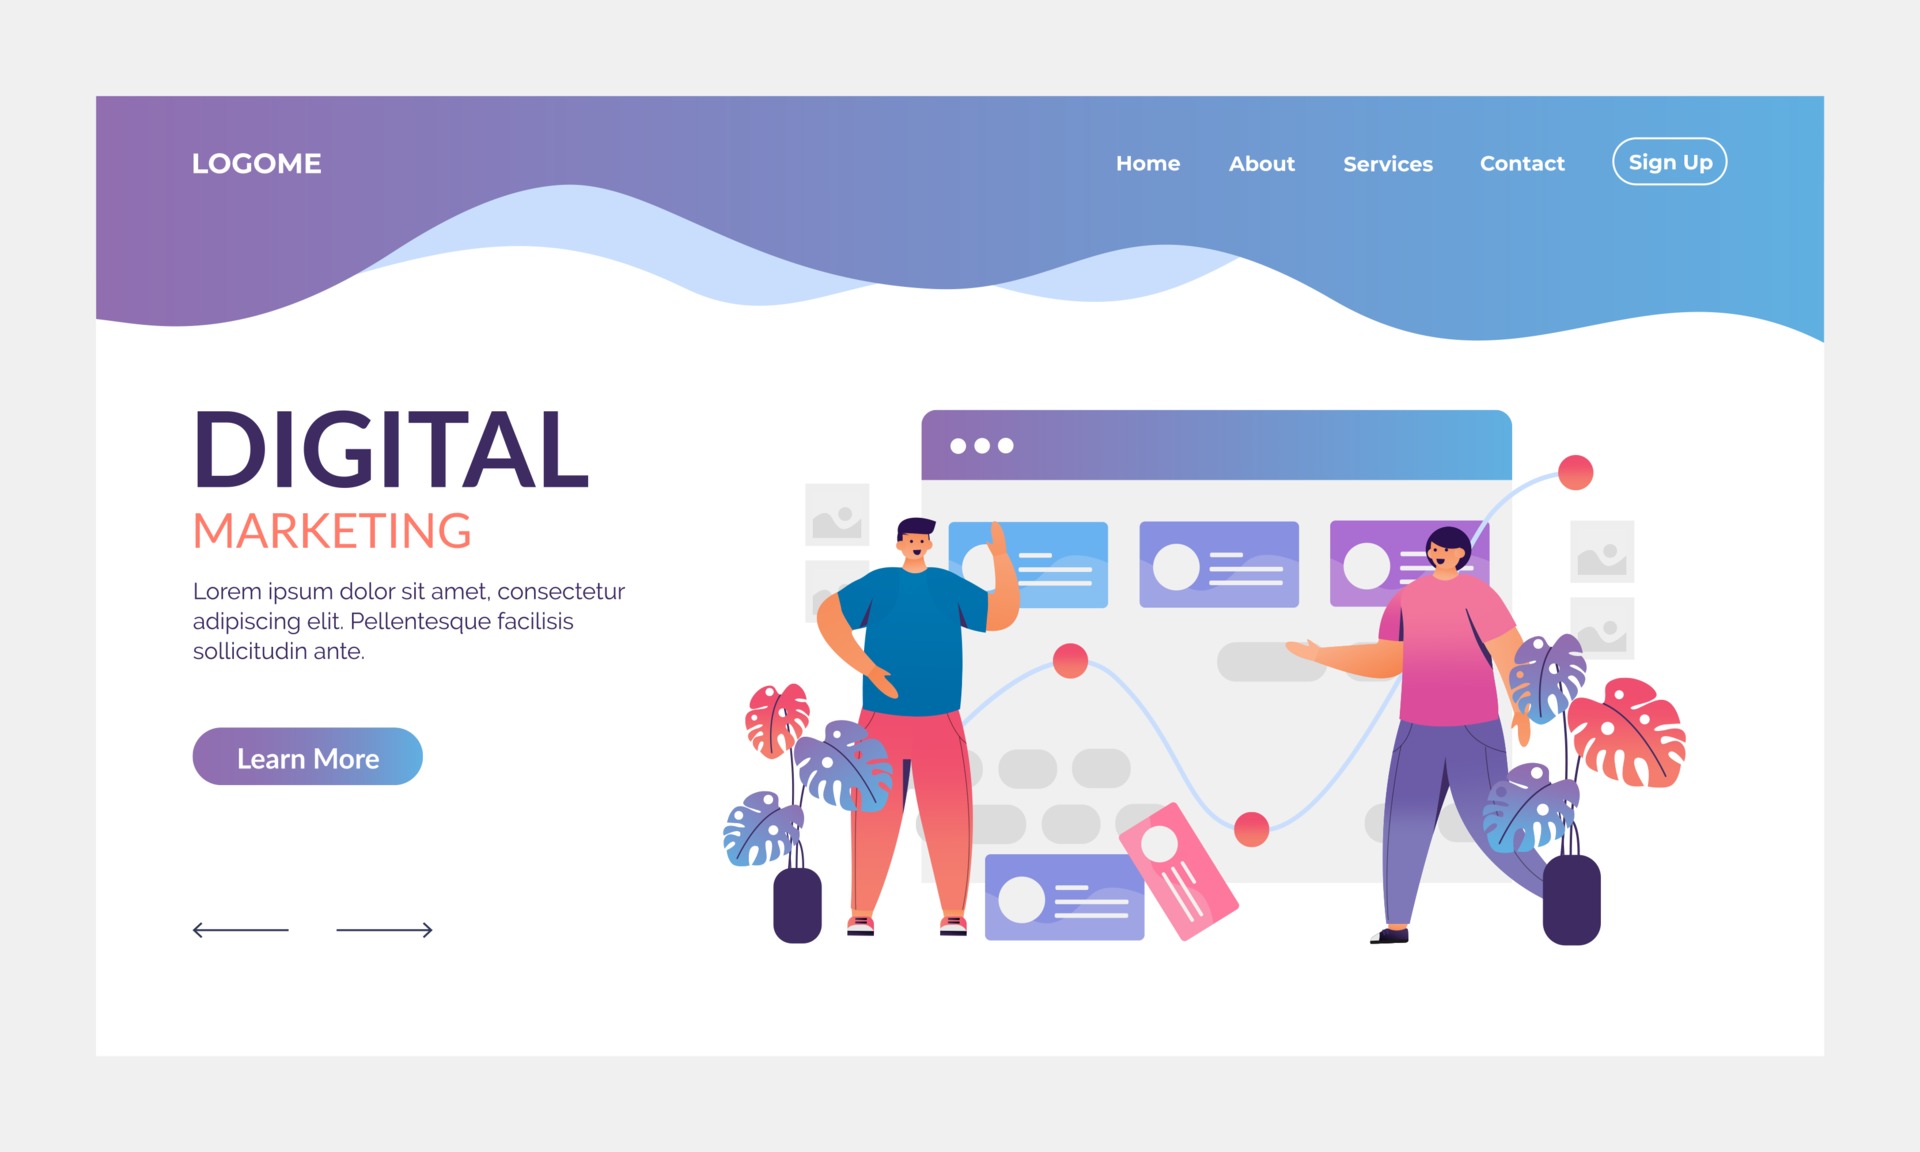 LOGOME
Home About Services Contact Sign Up
DIGITAL
MARKETING
Lorem ipsum dolor sit amet, consectetur
adipiscing elit. Pellentesque facilisis
sollicitudin ante.
Learn More